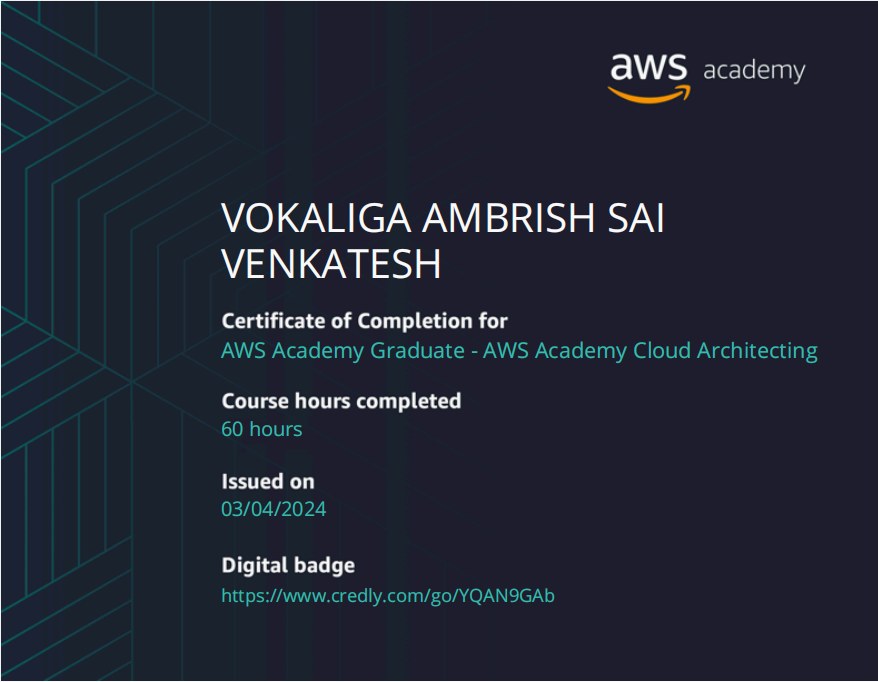 aws academy
VOKALIGA AMBRISH SAI
VENKATESH
Certificate of Completion for
AWS Academy Graduate - AWS Academy Cloud Architecting
Course hours completed
60 hours
Issued on
03/04/2024
Digital badge
https://www.credly.com/go/YQAN9GAb